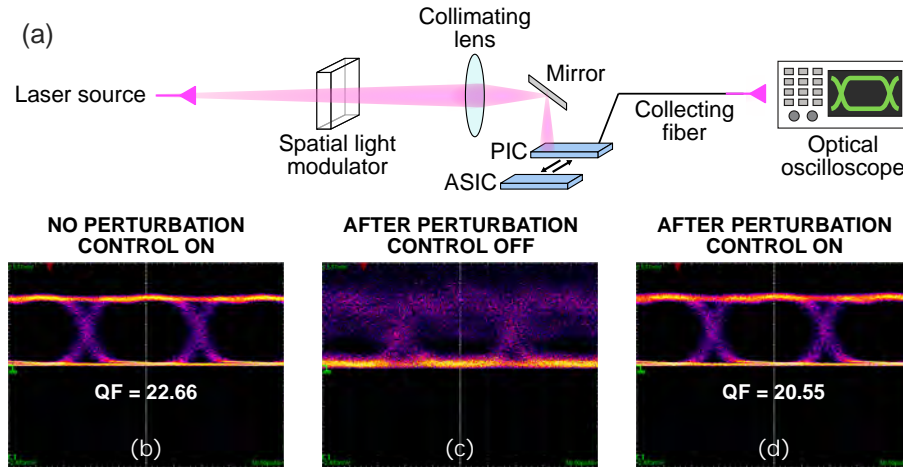 (a)
Collimating
lens
Mirror
Laser source
Collecting
fiber
Spatial light
modulator
PIC
ASIC
Optical
oscilloscope
NO PERTURBATION
CONTROL ON
AFTER PERTURBATION
CONTROL OFF
AFTER PERTURBATION
CONTROL ON
QF = 22.66
QF = 20.55
(b)
(c)
(d)